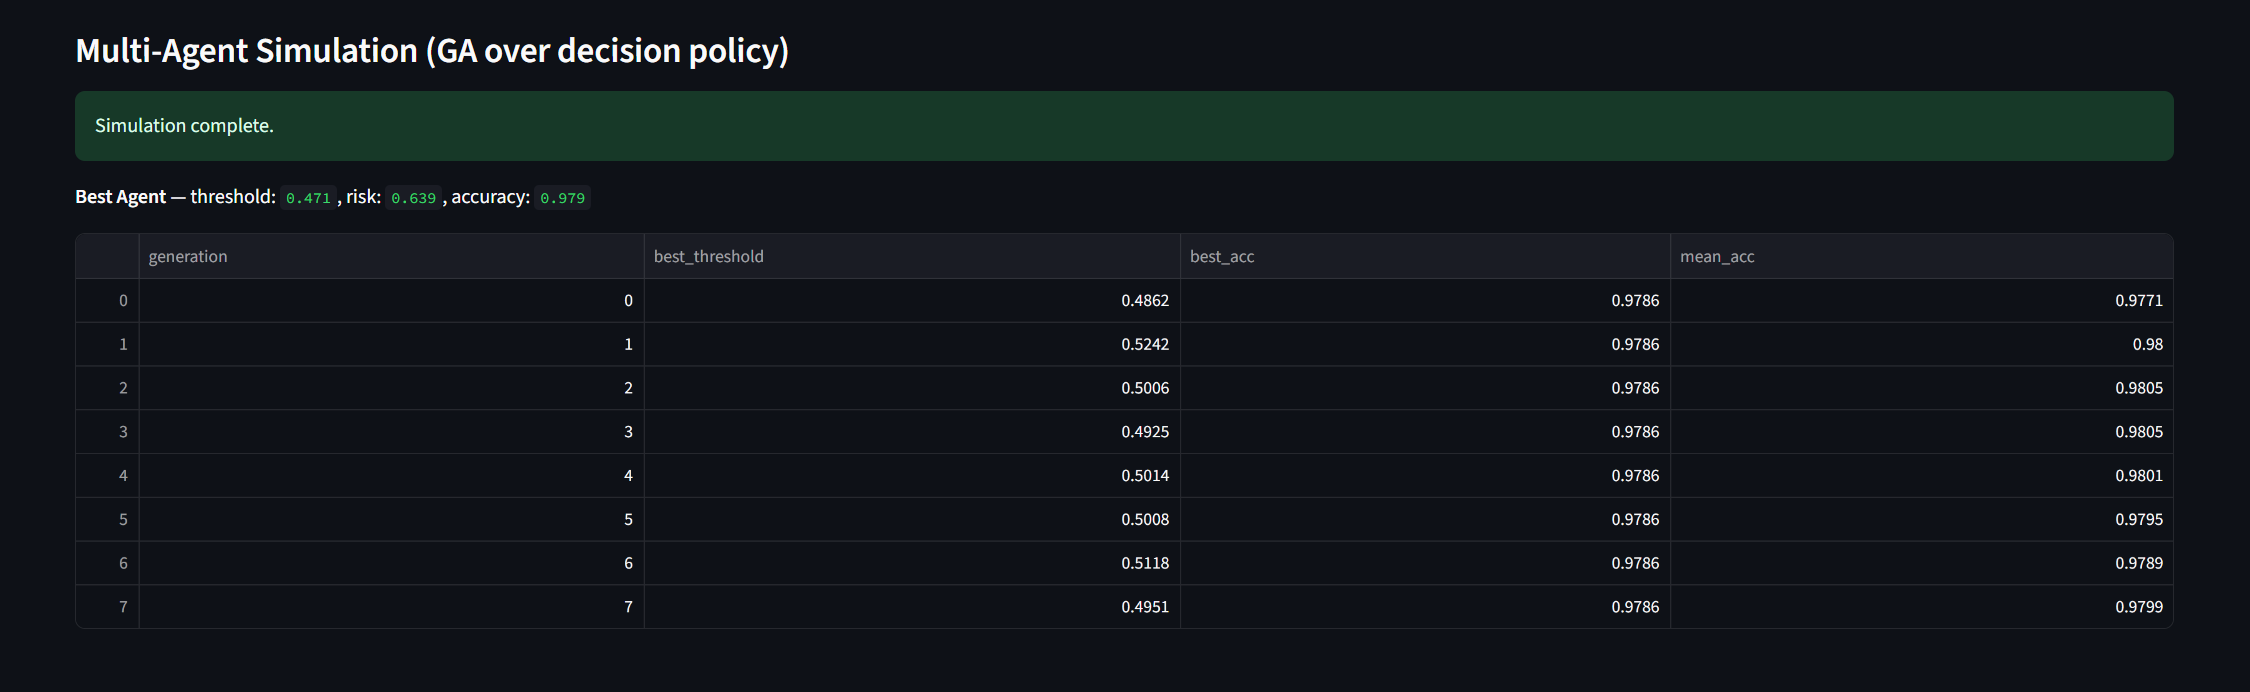 Multi-Agent Simulation (GA over decision policy)
Simulation complete.
Best Agent — threshold: 0.471 , risk: 0.639 , accuracy: 0.979
generation best_threshold best_acc mean_acc
0 0 0.4862 0.9786 0.9771
1 1 0.5242 0.9786 0.98
2 2 0.5006 0.9786 0.9805
3 3 0.4925 0.9786 0.9805
4 4 0.5014 0.9786 0.9801
5 5 0.5008 0.9786 0.9795
6 6 0.5118 0.9786 0.9789
7 7 0.4951 0.9786 0.9799